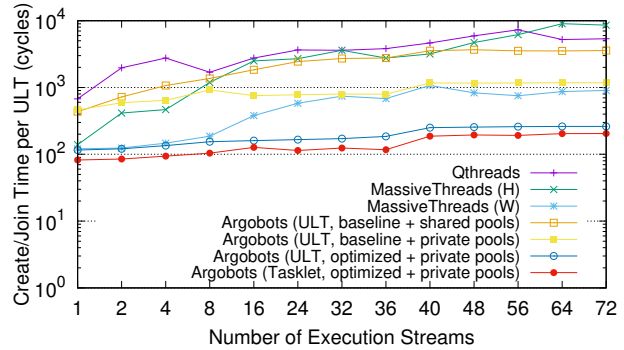 Create/Join Time per ULT (cycles)
10^4
10^3
10^2
10^1
10^0
Qthreads
MassiveThreads (H)
MassiveThreads (W)
Argobots (ULT, baseline + shared pools)
Argobots (ULT, baseline + private pools)
Argobots (ULT, optimized + private pools)
Argobots (Tasklet, optimized + private pools)
1 2 4 8 16 24 32 36 40 48 56 64 72
Number of Execution Streams